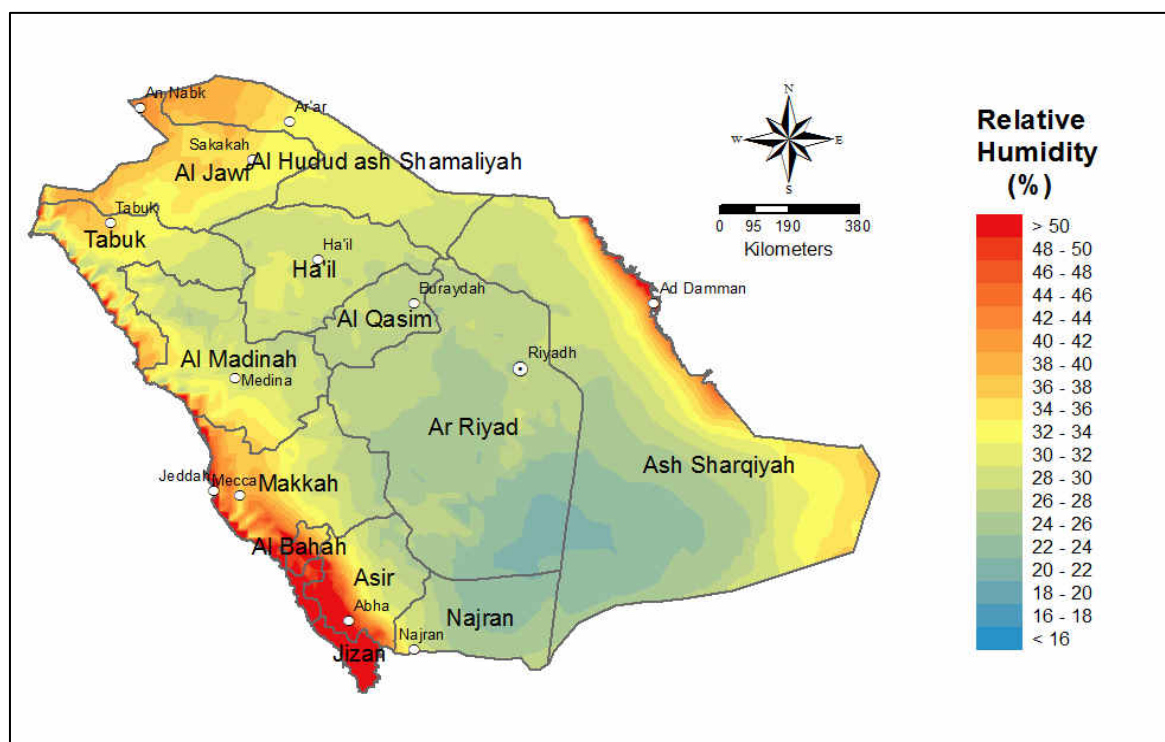 An Nabk
Ar'ar
Sakakah
Al Jawf
Al Hudud ash Shamaliyah
Tabuk
Tabuk
Ha'il
Ha'il
Buraydah
Al Qasim
Ad Damman
Al Madinah
Medina
Riyadh
Ar Riyad
Ash Sharqiyah
Jeddah
Mecca
Makkah
Al Bahah
Asir
Abha
Najran
Najran
Jizan
N
W
E
S
0 95 190 380
Kilometers
Relative
Humidity
(%)
> 50
48 - 50
46 - 48
44 - 46
42 - 44
40 - 42
38 - 40
36 - 38
34 - 36
32 - 34
30 - 32
28 - 30
26 - 28
24 - 26
22 - 24
20 - 22
18 - 20
16 - 18
< 16